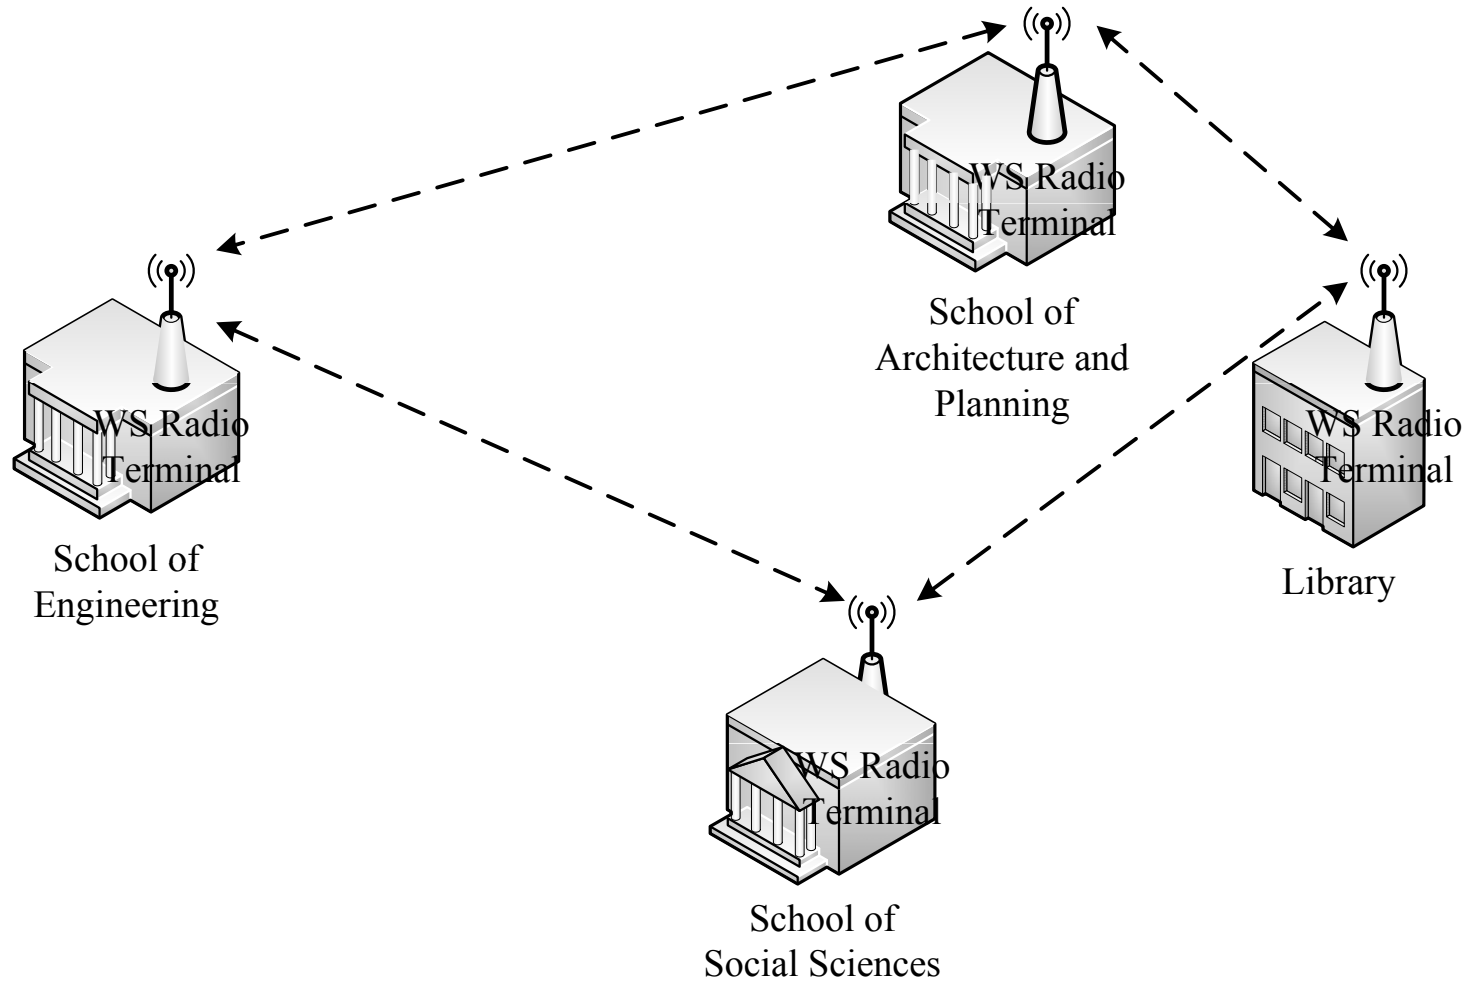 WS Radio
Terminal
School of
Architecture and
Planning
WS Radio
Terminal
School of
Engineering
WS Radio
Terminal
Library
WS Radio
Terminal
School of
Social Sciences